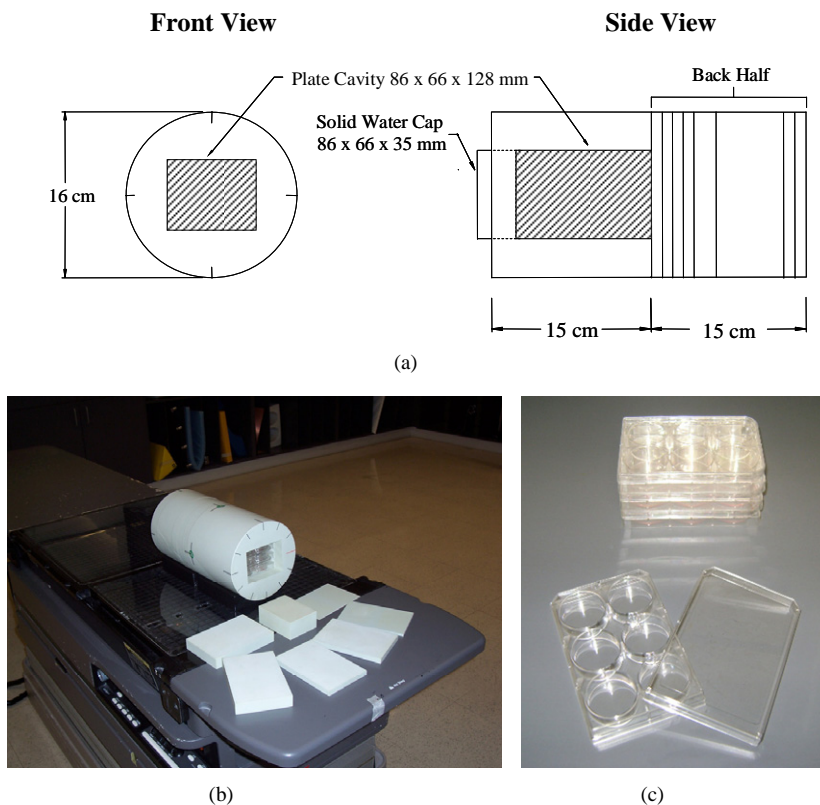 Front View
Side View
Plate Cavity 86 x 66 x 128 mm
Back Half
Solid Water Cap
86 x 66 x 35 mm
16 cm
15 cm
15 cm
(a)
(b)
(c)